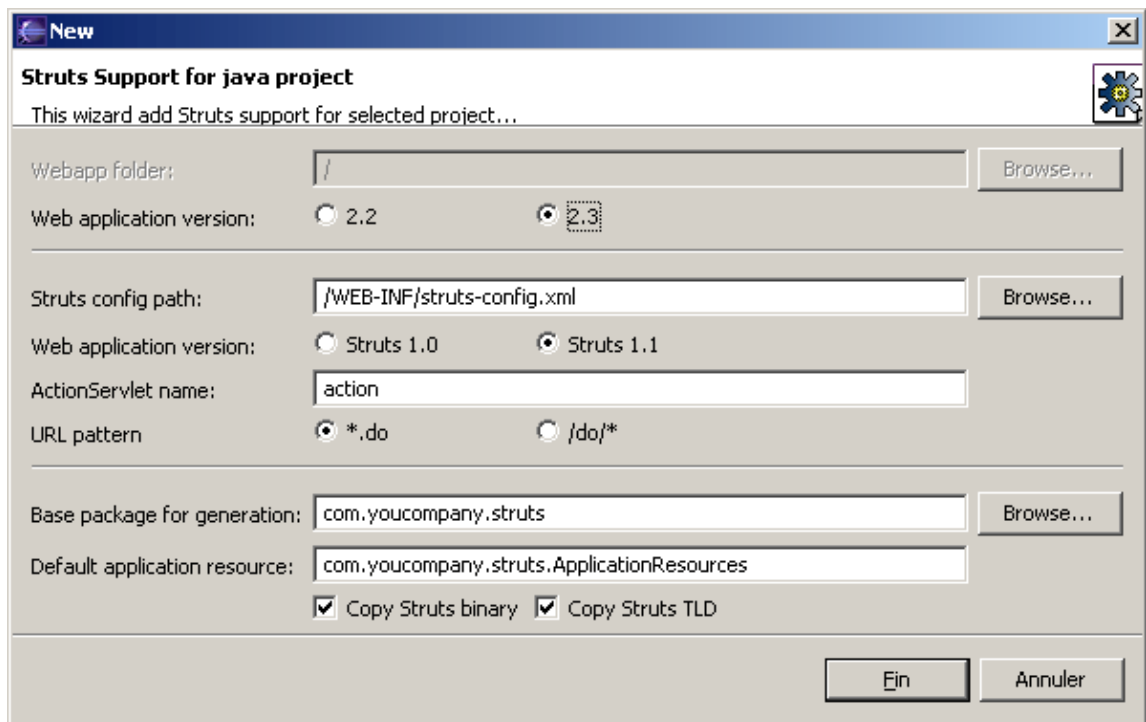 New
Struts Support for java project
This wizard add Struts support for selected project...
Webapp folder: / Browse...
Web application version: 2.2 2.3
Struts config path: /WEB-INF/struts-config.xml Browse...
Web application version: Struts 1.0 Struts 1.1
ActionServlet name: action
URL pattern *.do /do/*
Base package for generation: com.youcompany.struts Browse...
Default application resource: com.youcompany.struts.ApplicationResources
Copy Struts binary Copy Struts TLD
Fin Annuler